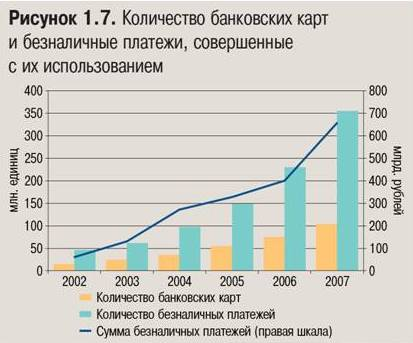 Рисунок 1.7. Количество банковских карт
и безналичные платежи, совершенные
с их использованием
400
350
300
250
200
150
100
50
0
млн. единиц
800
700
600
500
400
300
200
100
0
млрд. рублей
2002 2003 2004 2005 2006 2007
Количество банковских карт
Количество безналичных платежей
Сумма безналичных платежей (правая шкала)